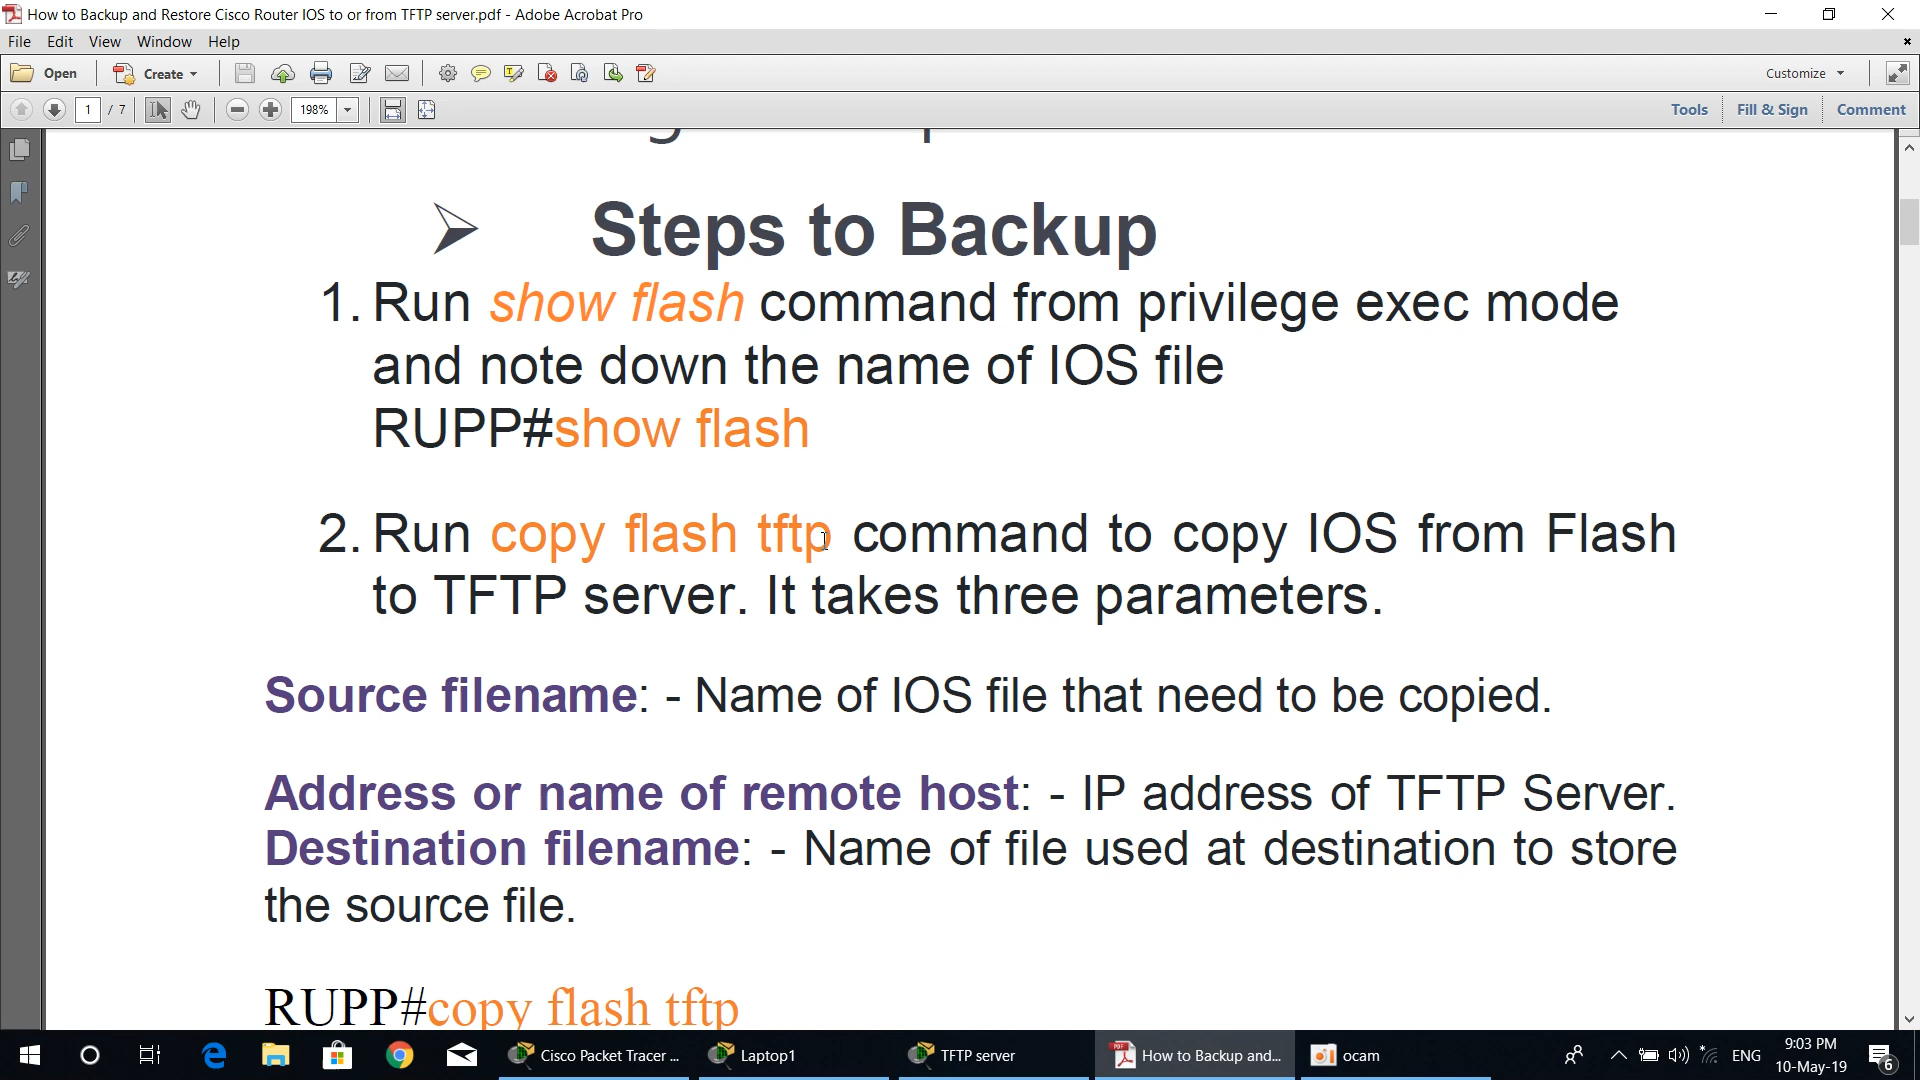 How to Backup and Restore Cisco Router IOS to or from TFTP server.pdf - Adobe Acrobat Pro
File Edit View Window Help
Open Create Customize
1 / 7 198% Tools Fill & Sign Comment
Steps to Backup
1. Run show flash command from privilege exec mode
and note down the name of IOS file
RUPP#show flash
2. Run copy flash tftp command to copy IOS from Flash
to TFTP server. It takes three parameters.
Source filename: - Name of IOS file that need to be copied.
Address or name of remote host: - IP address of TFTP Server.
Destination filename: - Name of file used at destination to store
the source file.
RUPP#copy flash tftp
Cisco Packet Tracer ... Laptop1 TFTP server How to Backup and... ocam ENG 9:03 PM
10-May-19 6